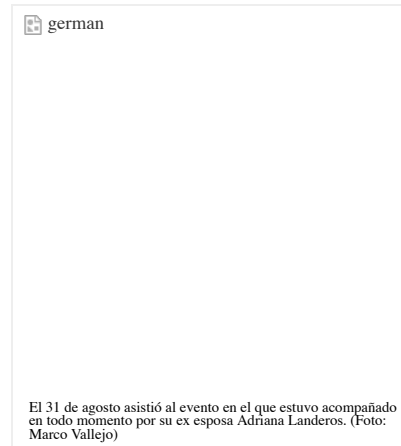 german
El 31 de agosto asistió al evento en el que estuvo acompañado
en todo momento por su ex esposa Adriana Landeros. (Foto:
Marco Vallejo)